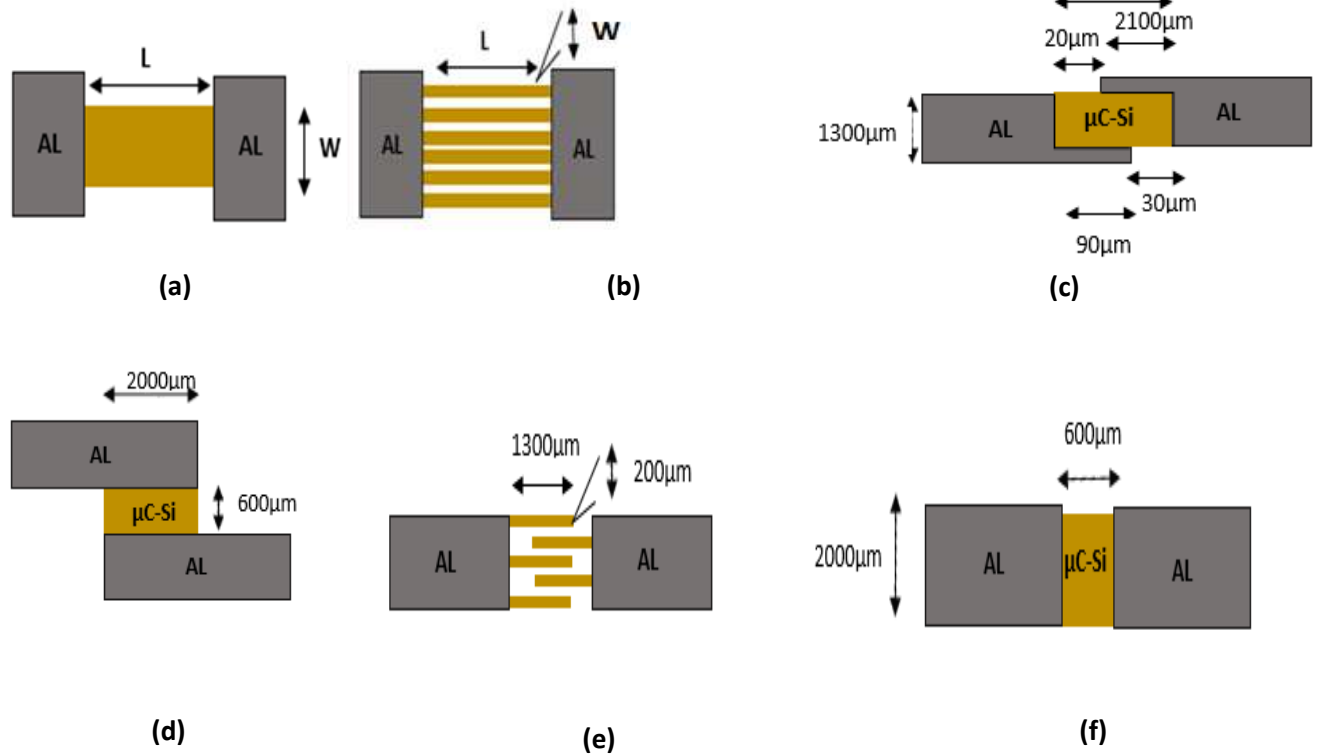 L
W
AL
AL
(a)
L
W
AL
AL
(b)
2100µm
20µm
1300µm
AL
µC-Si
AL
30µm
90µm
(c)
2000µm
AL
µC-Si
600µm
AL
(d)
1300µm
200µm
AL
AL
(e)
600µm
2000µm
AL
µC-Si
AL
(f)